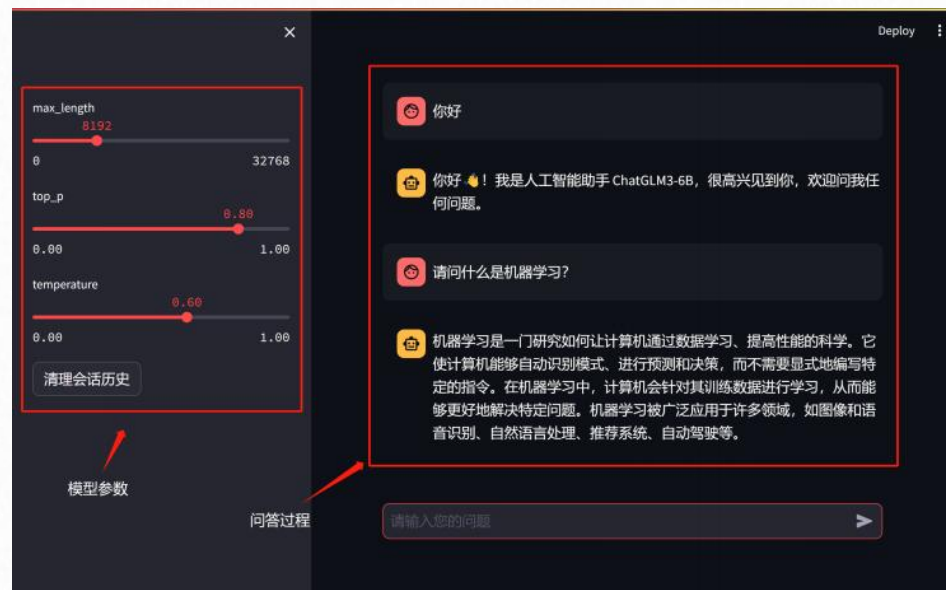 Deploy
max_length
8192
0 32768
top_p
0.80
0.00 1.00
temperature
0.60
0.00 1.00
清理会话历史
模型参数
问答过程
你好
你好👋！我是人工智能助手 ChatGLM3-6B，很高兴见到你，欢迎问我任
何问题。
请问什么是机器学习?
机器学习是一门研究如何让计算机通过数据学习、提高性能的科学。它
使计算机能够自动识别模式、进行预测和决策，而不需要显式地编写特
定的指令。在机器学习中，计算机会针对其训练数据进行学习，从而能
够更好地解决特定问题。机器学习被广泛应用于许多领域，如图像和语
音识别、自然语言处理、推荐系统、自动驾驶等。
请输入您的问题